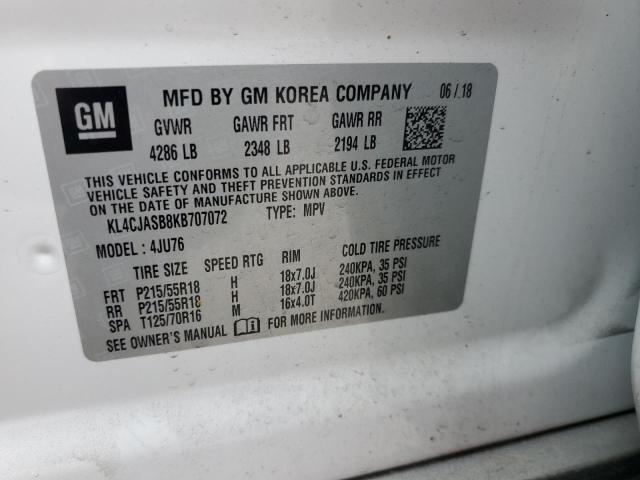 GM
MFD BY GM KOREA COMPANY 06 / 18
GVWR GAWR FRT GAWR RR
4286 LB 2348 LB 2194 LB
THIS VEHICLE CONFORMS TO ALL APPLICABLE U.S. FEDERAL MOTOR
VEHICLE SAFETY AND THEFT PREVENTION STANDARDS IN EFFECT
ON THE DATE OF MANUFACTURE SHOWN ABOVE.
KL4CJASB8KB707072 TYPE: MPV
MODEL: 4JU76
TIRE SIZE SPEED RTG RIM COLD TIRE PRESSURE
FRT P215/55R18 H 18x7.0J 240KPA, 35 PSI
RR P215/55R18 H 18x7.0J 240KPA, 35 PSI
SPA T125/70R16 M 16x4.0T 420KPA, 60 PSI
SEE OWNER'S MANUAL FOR MORE INFORMATION.